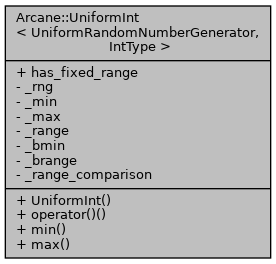 Arcane::UniformInt
< UniformRandomNumberGenerator,
IntType >
+ has_fixed_range
- _rng
- _min
- _max
- _range
- _bmin
- _brange
- _range_comparison
+ UniformInt()
+ operator()()
+ min()
+ max()